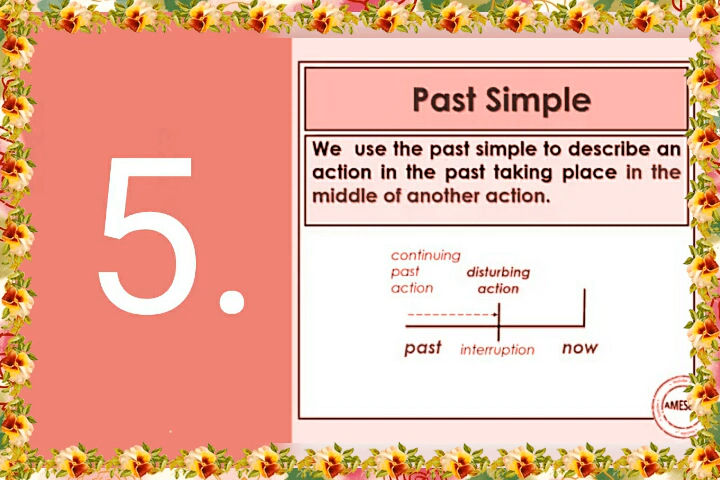 5.
Past Simple
We use the past simple to describe an
action in the past taking place in the
middle of another action.
continuing
past
action
disturbing
action
past
interruption
now